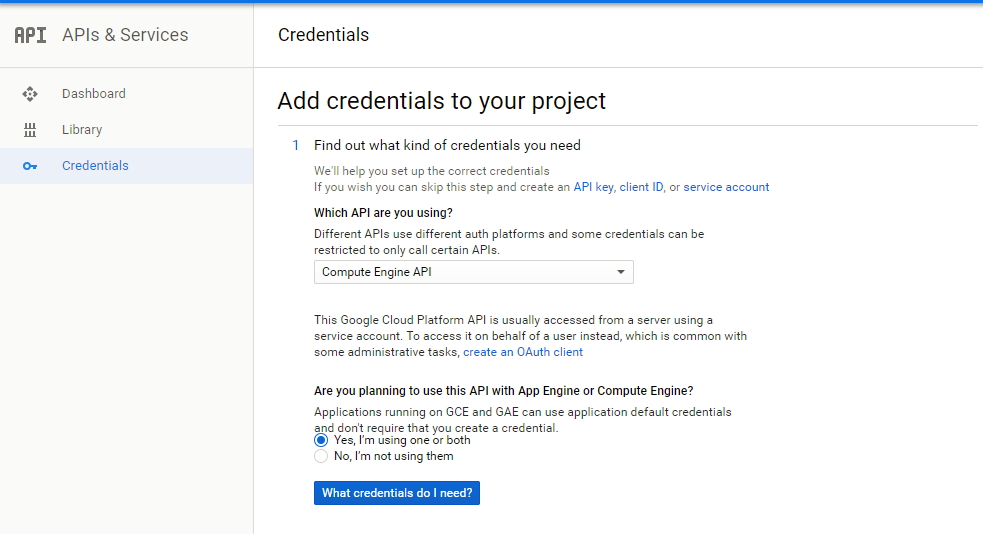 API APIs & Services
Credentials
Dashboard
Library
Credentials
Add credentials to your project
1 Find out what kind of credentials you need
We'll help you set up the correct credentials
If you wish you can skip this step and create an API key, client ID, or service account
Which API are you using?
Different APIs use different auth platforms and some credentials can be
restricted to only call certain APIs.
Compute Engine API
This Google Cloud Platform API is usually accessed from a server using a
service account. To access it on behalf of a user instead, which is common with
some administrative tasks, create an OAuth client
Are you planning to use this API with App Engine or Compute Engine?
Applications running on GCE and GAE can use application default credentials
and don't require that you create a credential.
Yes, I'm using one or both
No, I'm not using them
What credentials do I need?